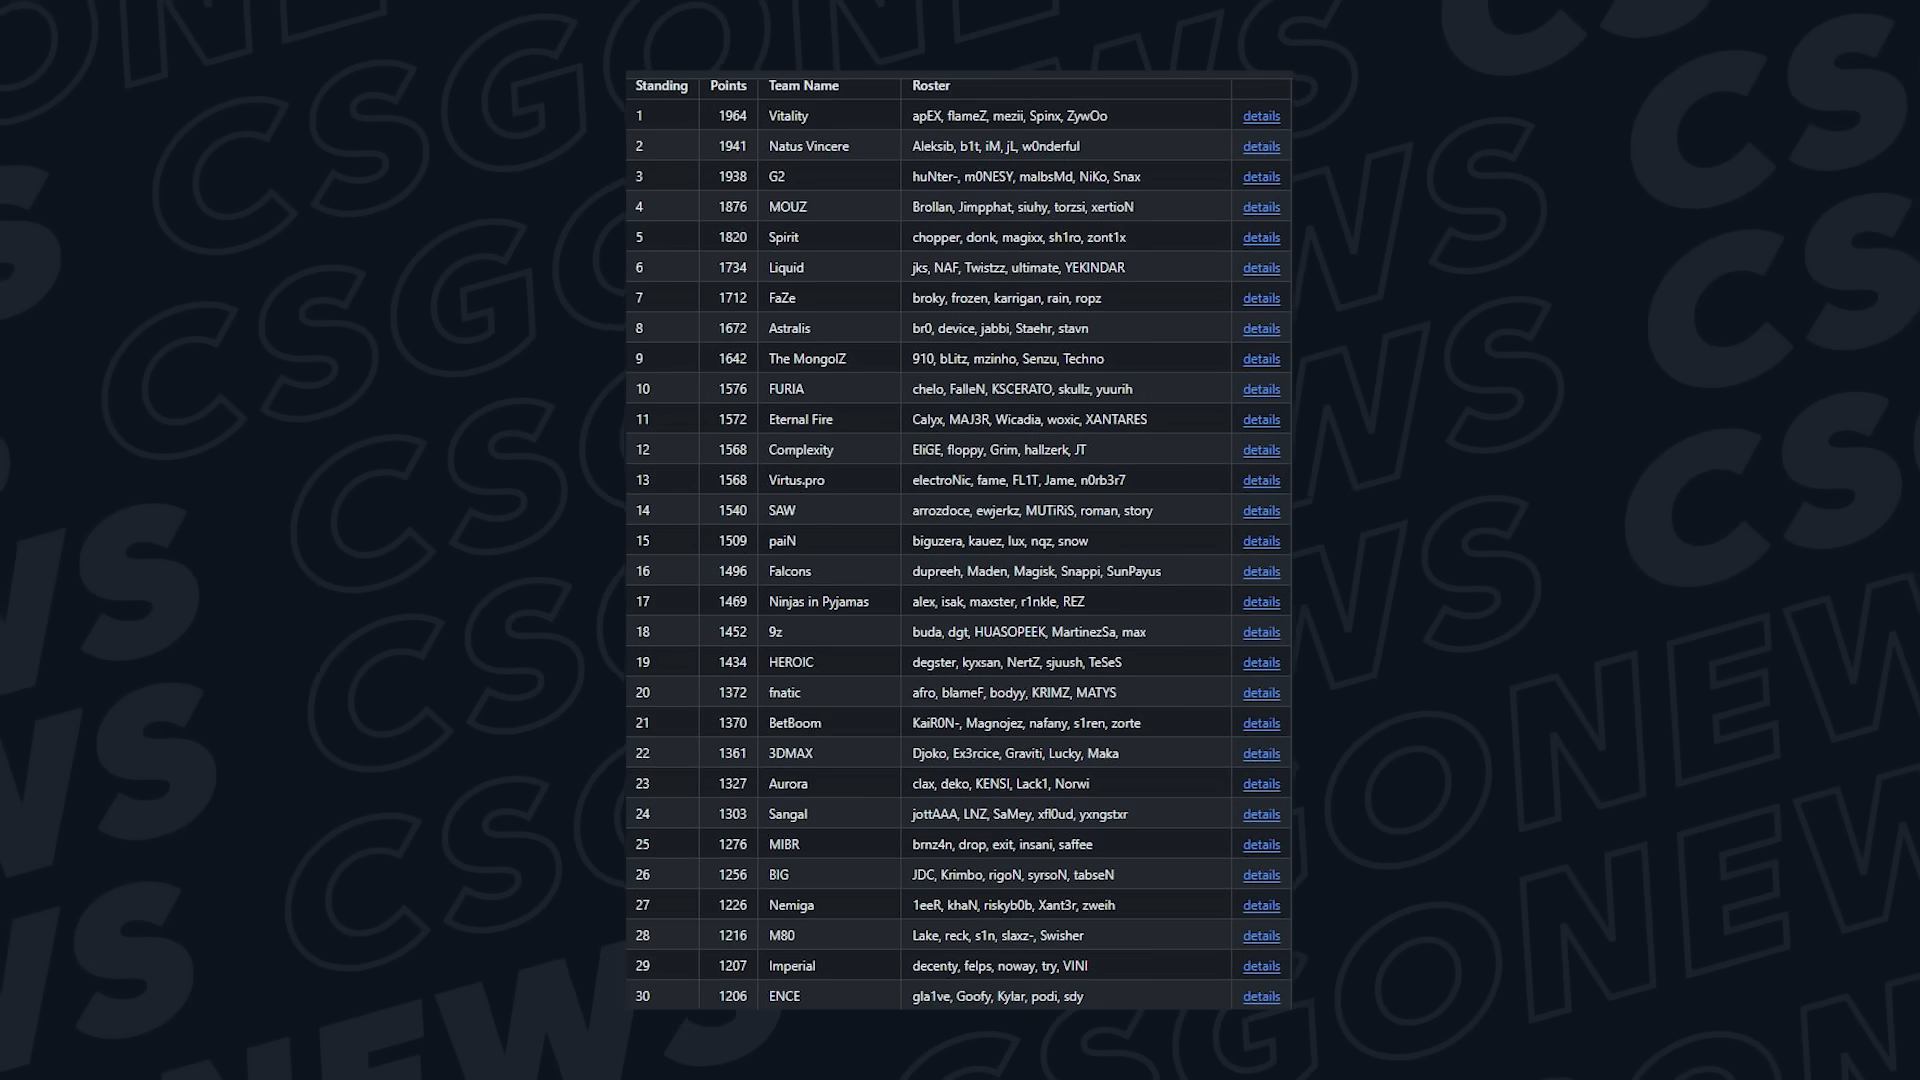 Standing Points Team Name Roster
1 1964 Vitality apEX, flameZ, mezii, Spinx, ZywOo details
2 1941 Natus Vincere Aleksib, b1t, iM, jL, w0nderful details
3 1938 G2 huNter-, m0NESY, malbsMd, NiKo, Snax details
4 1876 MOUZ Brollan, Jimpphat, siuhy, torzsi, xertioN details
5 1820 Spirit chopper, donk, magixx, sh1ro, zont1x details
6 1734 Liquid jks, NAF, Twistzz, ultimate, YEKINDAR details
7 1712 FaZe broky, frozen, karrigan, rain, ropz details
8 1672 Astralis br0, device, jabbi, Staehr, stavn details
9 1642 The MongolZ 910, bLitz, mzinho, Senzu, Techno details
10 1576 FURIA chelo, FalleN, KSCERATO, skullz, yuurih details
11 1572 Eternal Fire Calyx, MAJ3R, Wicadia, woxic, XANTARES details
12 1568 Complexity EliGE, floppy, Grim, hallzerk, JT details
13 1568 Virtus.pro electroNic, fame, FL1T, Jame, n0rb3r7 details
14 1540 SAW arrozdoce, ewjerkz, MUTiRiS, roman, story details
15 1509 paiN biguzera, kauez, lux, nqz, snow details
16 1496 Falcons dupreeh, Maden, Magisk, Snappi, SunPayus details
17 1469 Ninjas in Pyjamas alex, isak, maxster, r1nkle, REZ details
18 1452 9z buda, dgt, HUASOPEEK, MartinezSa, max details
19 1434 HEROIC degster, kyxsan, NertZ, sjuush, TeSeS details
20 1372 fnatic afro, blameF, bodyy, KRIMZ, MATYS details
21 1370 BetBoom KaiR0N-, Magnojez, nafany, s1ren, zorte details
22 1361 3DMAX Djoko, Ex3rcice, Graviti, Lucky, Maka details
23 1327 Aurora clax, deko, KENSI, Lack1, Norwi details
24 1303 Sangal jottAAA, LNZ, SaMey, xfl0ud, yxngstxr details
25 1276 MIBR brnz4n, drop, exit, insani, saffee details
26 1256 BIG JDC, Krimbo, rigoN, syrsoN, tabseN details
27 1226 Nemiga 1eeR, khaN, riskyb0b, Xant3r, zweih details
28 1216 M80 Lake, reck, s1n, slaxz-, Swisher details
29 1207 Imperial decenty, felps, noway, try, VINI details
30 1206 ENCE gla1ve, Goofy, Kylar, podi, sdy details